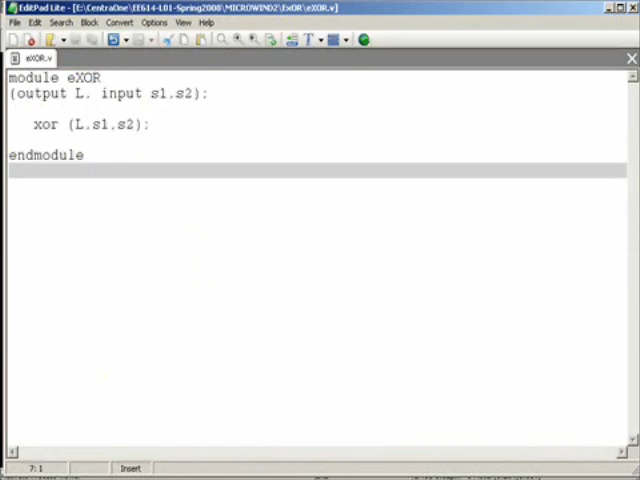 EditPad Lite - [E:\CentraOne\EE614-L01-Spring2008\MICROWIND2\ExOR\eXOR.v]
File Edit Search Block Convert Options View Help
eXOR.v
module eXOR
(output L, input s1,s2);
xor (L,s1,s2);
endmodule
7: 1 Insert